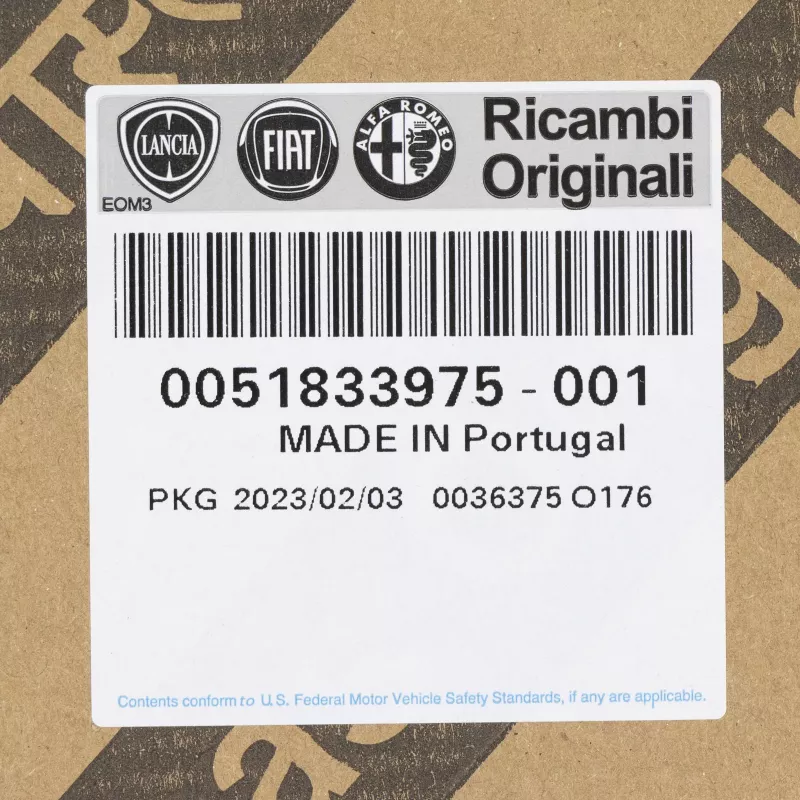 LANCIA FIAT ALFA ROMEO Ricambi
Originali
EOM3
0051833975 - 001
MADE IN Portugal
PKG 2023/02/03 0036375 O176
Contents conform to U.S. Federal Motor Vehicle Safety Standards, if any are applicable.